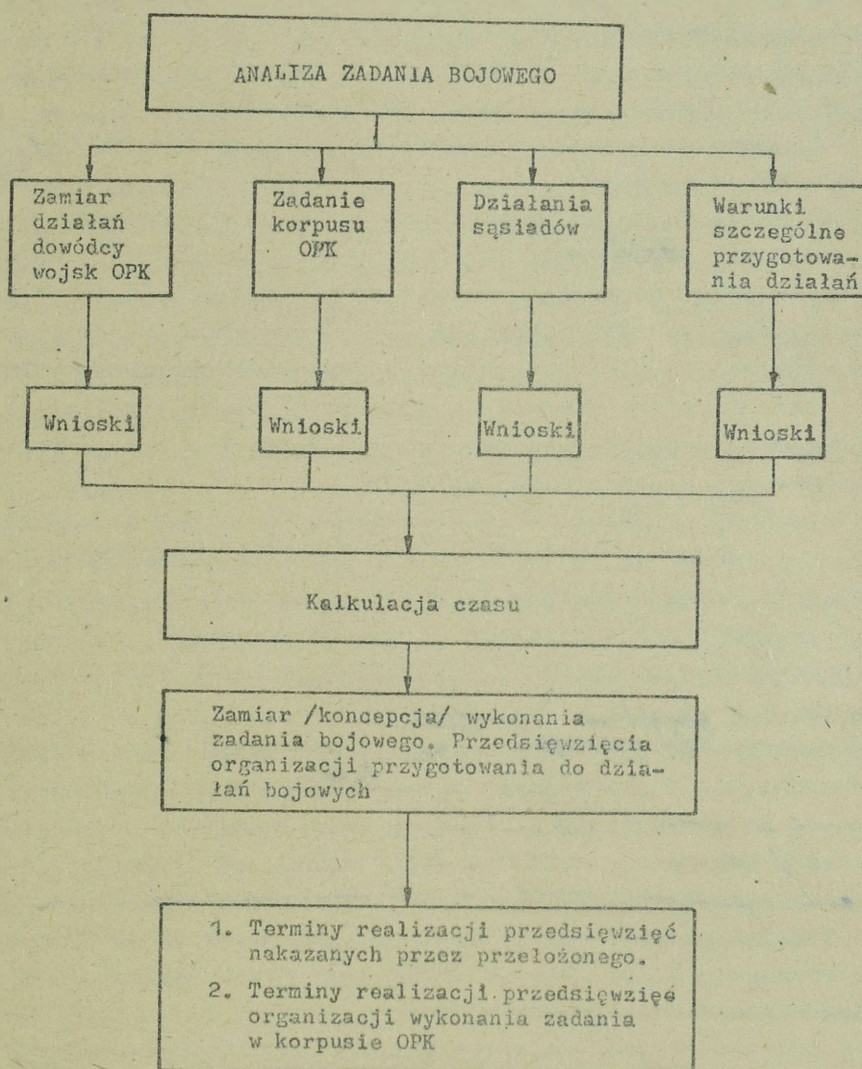 ANALIZA ZADANIA BOJOWEGO
Zamiar
działań
dowódcy
wojsk OPK
Zadanie
korpusu
OPK
Działania
sąsiadów
Warunki
szczególne
przygotowa-
nia działań
Wnioski
Wnioski
Wnioski
Wnioski
Kalkulacja czasu
Zamiar /koncepcja/ wykonania
zadania bojowego. Przedsięwzięcia
organizacji przygotowania do dzia-
łań bojowych
1. Terminy realizacji przedsięwzięć
nakazanych przez przełożonego.
2. Terminy realizacji przedsięwzięć
organizacji wykonania zadania
w korpusie OPK